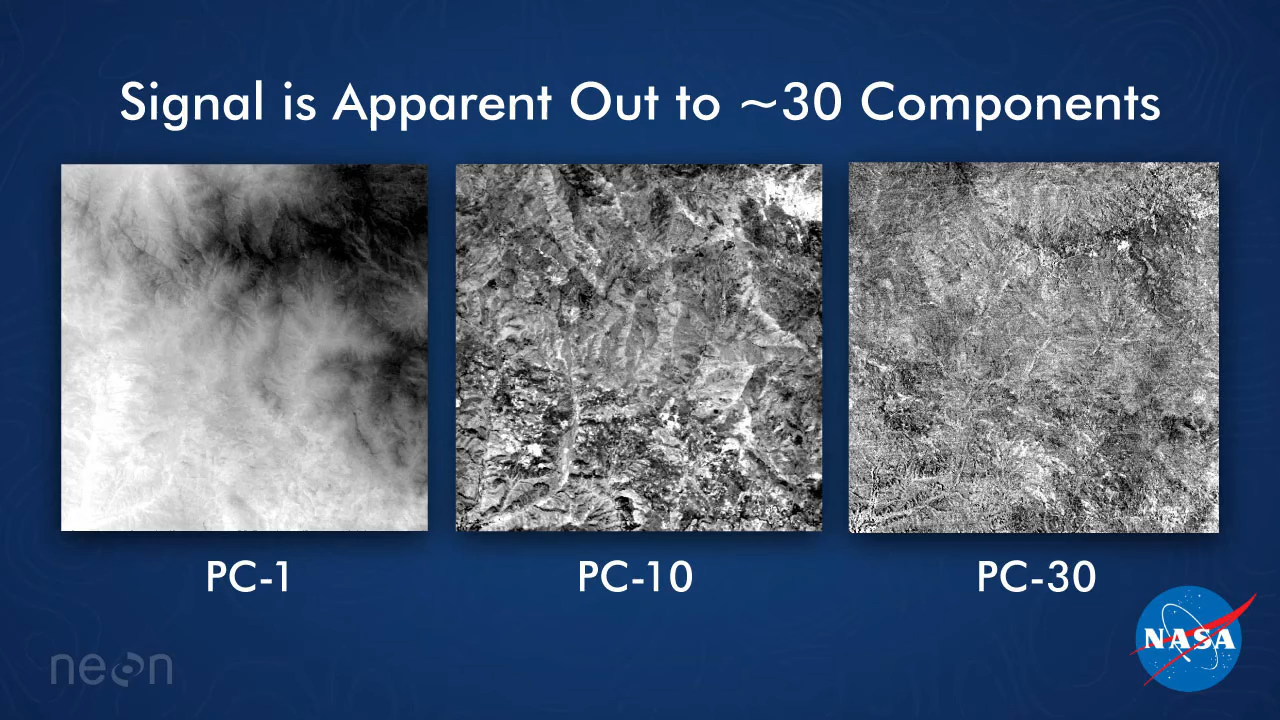 Signal is Apparent Out to ~30 Components
PC-1
PC-10
PC-30
neon
NASA